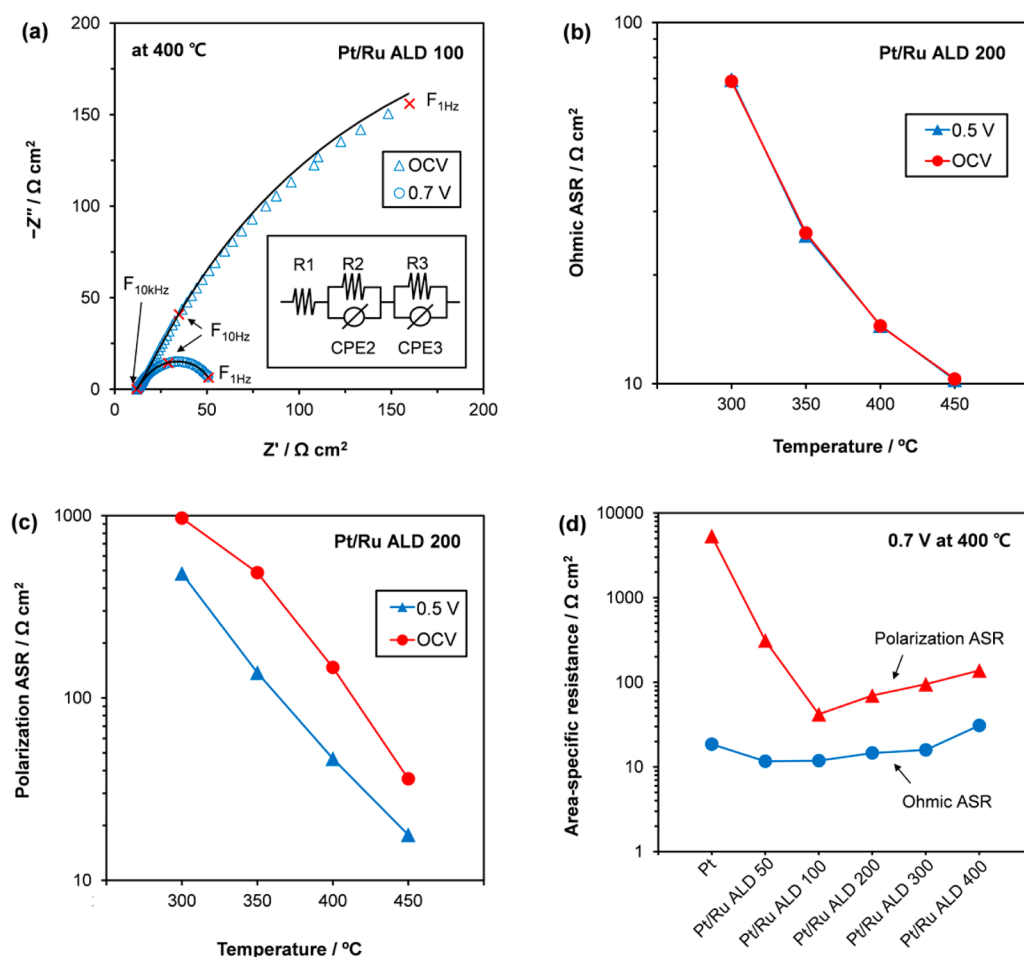 (a)
at 400 ℃
Pt/Ru ALD 100
200
150
100
50
0
−Z'' / Ω cm2
F1Hz
OCV
0.7 V
R1
R2
R3
CPE2
CPE3
F10kHz
F10Hz
F1Hz
0
50
100
150
200
Z' / Ω cm2
(b)
Pt/Ru ALD 200
100
10
Ohmic ASR / Ω cm2
0.5 V
OCV
300
350
400
450
Temperature / ºC
(c)
Pt/Ru ALD 200
1000
100
10
Polarization ASR / Ω cm2
0.5 V
OCV
300
350
400
450
Temperature / ºC
(d)
0.7 V at 400 ℃
10000
1000
100
10
1
Area-specific resistance / Ω cm2
Polarization ASR
Ohmic ASR
Pt
Pt/Ru ALD 50
Pt/Ru ALD 100
Pt/Ru ALD 200
Pt/Ru ALD 300
Pt/Ru ALD 400